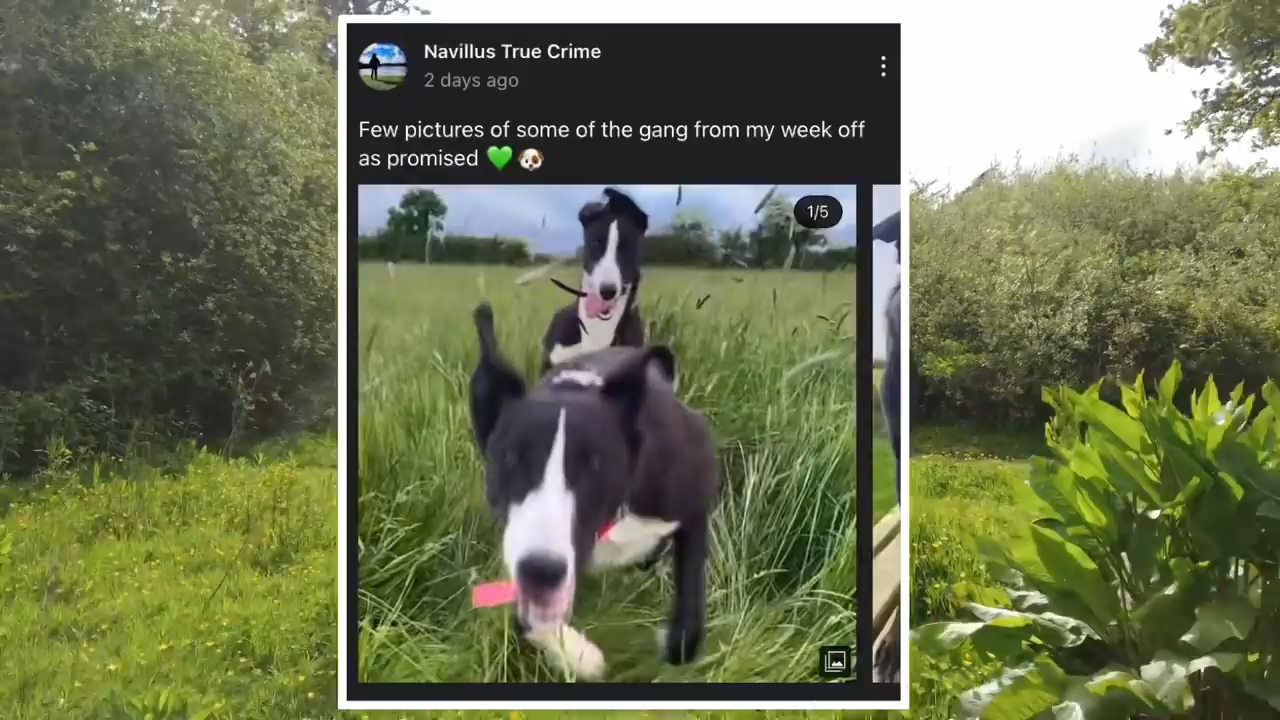 Navillus True Crime
2 days ago
Few pictures of some of the gang from my week off
as promised 💚 🐶
1/5